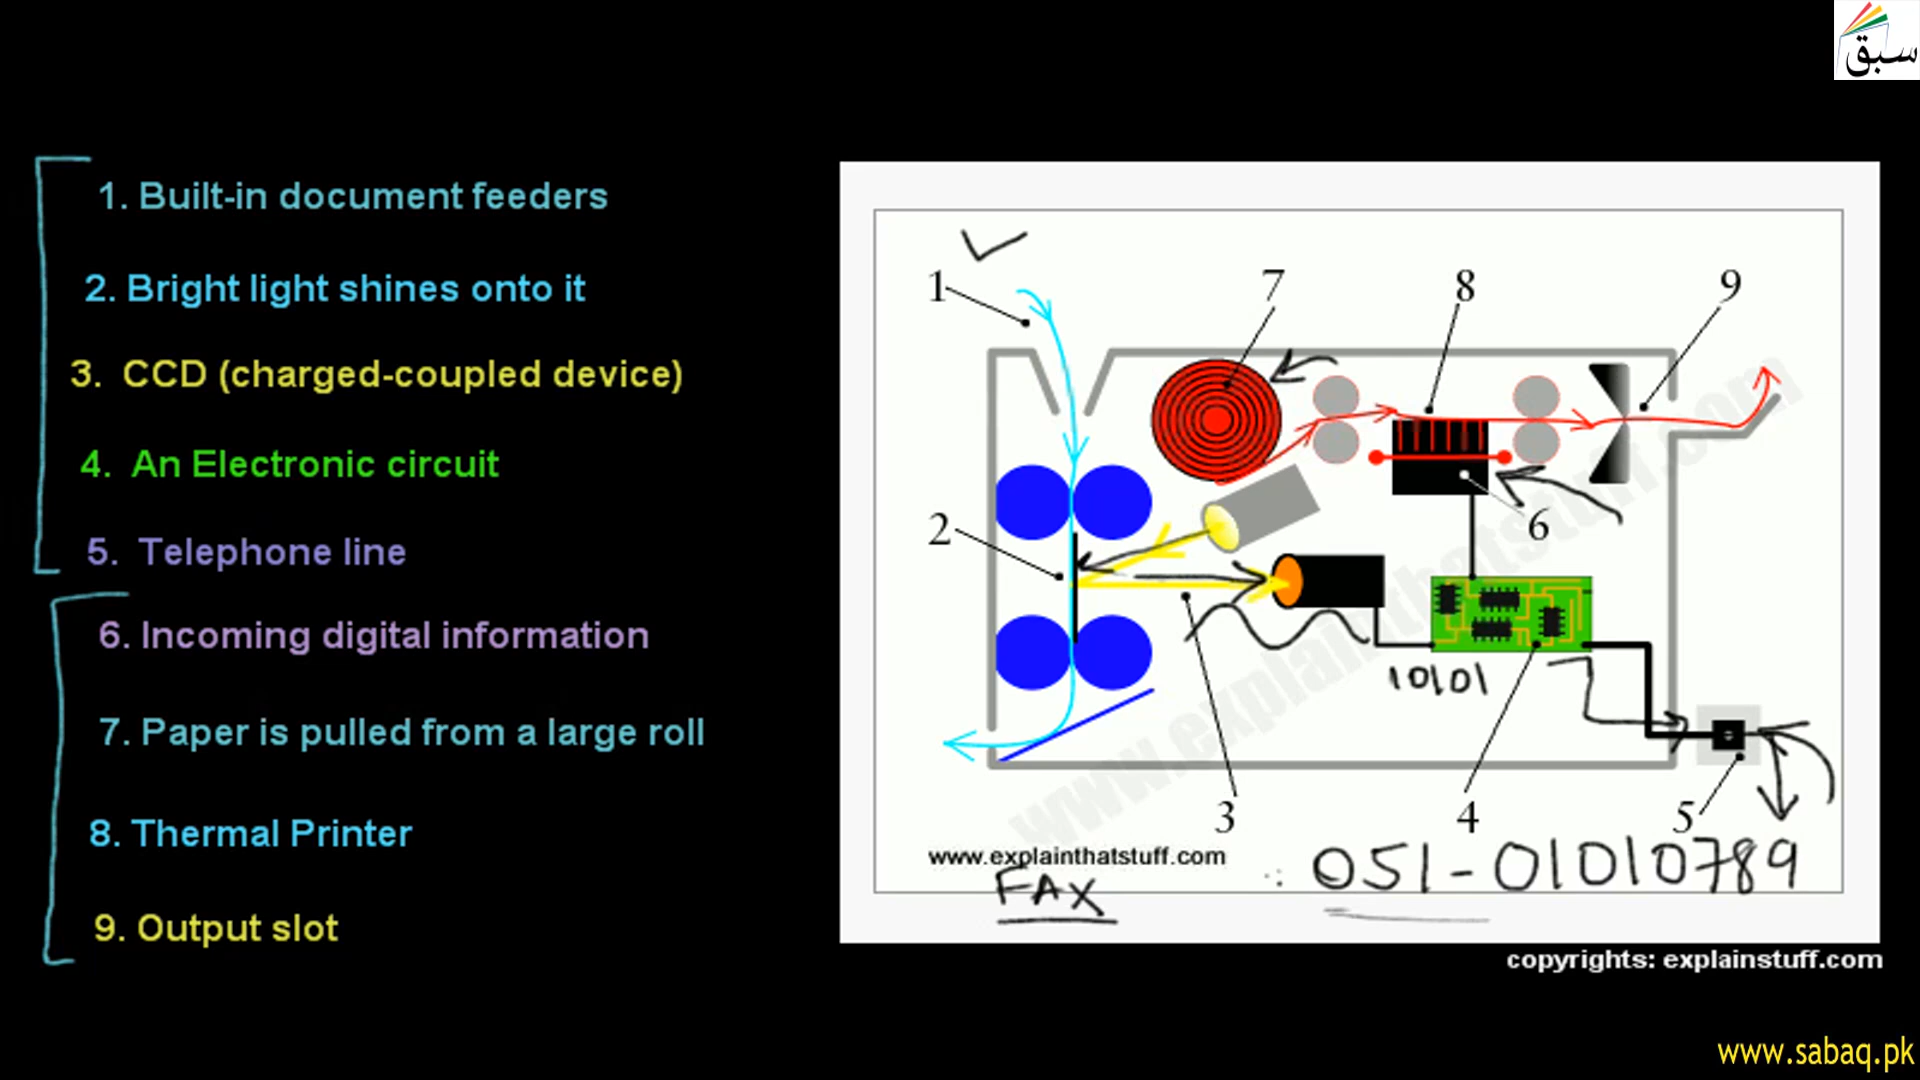 سبق
1. Built-in document feeders
2. Bright light shines onto it
3. CCD (charged-coupled device)
4. An Electronic circuit
5. Telephone line
6. Incoming digital information
7. Paper is pulled from a large roll
8. Thermal Printer
9. Output slot
1
7
8
9
2
6
10101
3
4
5
www.explainthatstuff.com
www.explainthatstuff.com
FAX : 051-01010789
copyrights: explainstuff.com
www.sabaq.pk